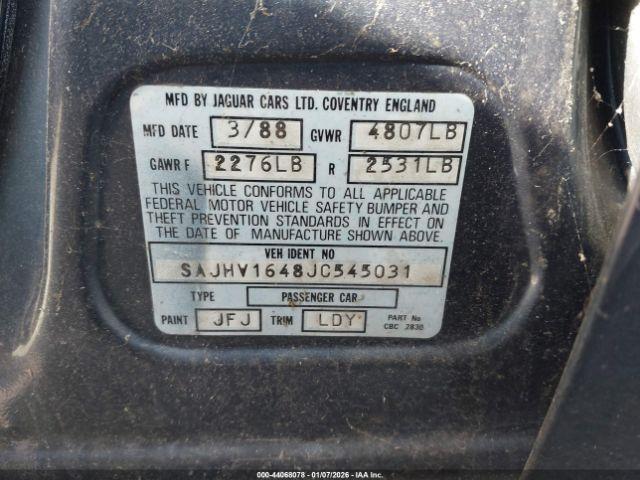 MFD BY JAGUAR CARS LTD. COVENTRY ENGLAND
MFD DATE 3/88 GVWR 4807LB
GAWR F 2276LB R 2531LB
THIS VEHICLE CONFORMS TO ALL APPLICABLE
FEDERAL MOTOR VEHICLE SAFETY BUMPER AND
THEFT PREVENTION STANDARDS IN EFFECT ON
THE DATE OF MANUFACTURE SHOWN ABOVE.
VEH IDENT NO
SAJHV1648JC545031
TYPE PASSENGER CAR
PAINT JFJ TRIM LDY PART No
CBC 2830
000-44068078 - 01/07/2026 - IAA Inc.